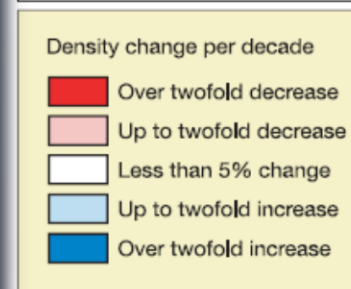 Density change per decade
Over twofold decrease
Up to twofold decrease
Less than 5% change
Up to twofold increase
Over twofold increase